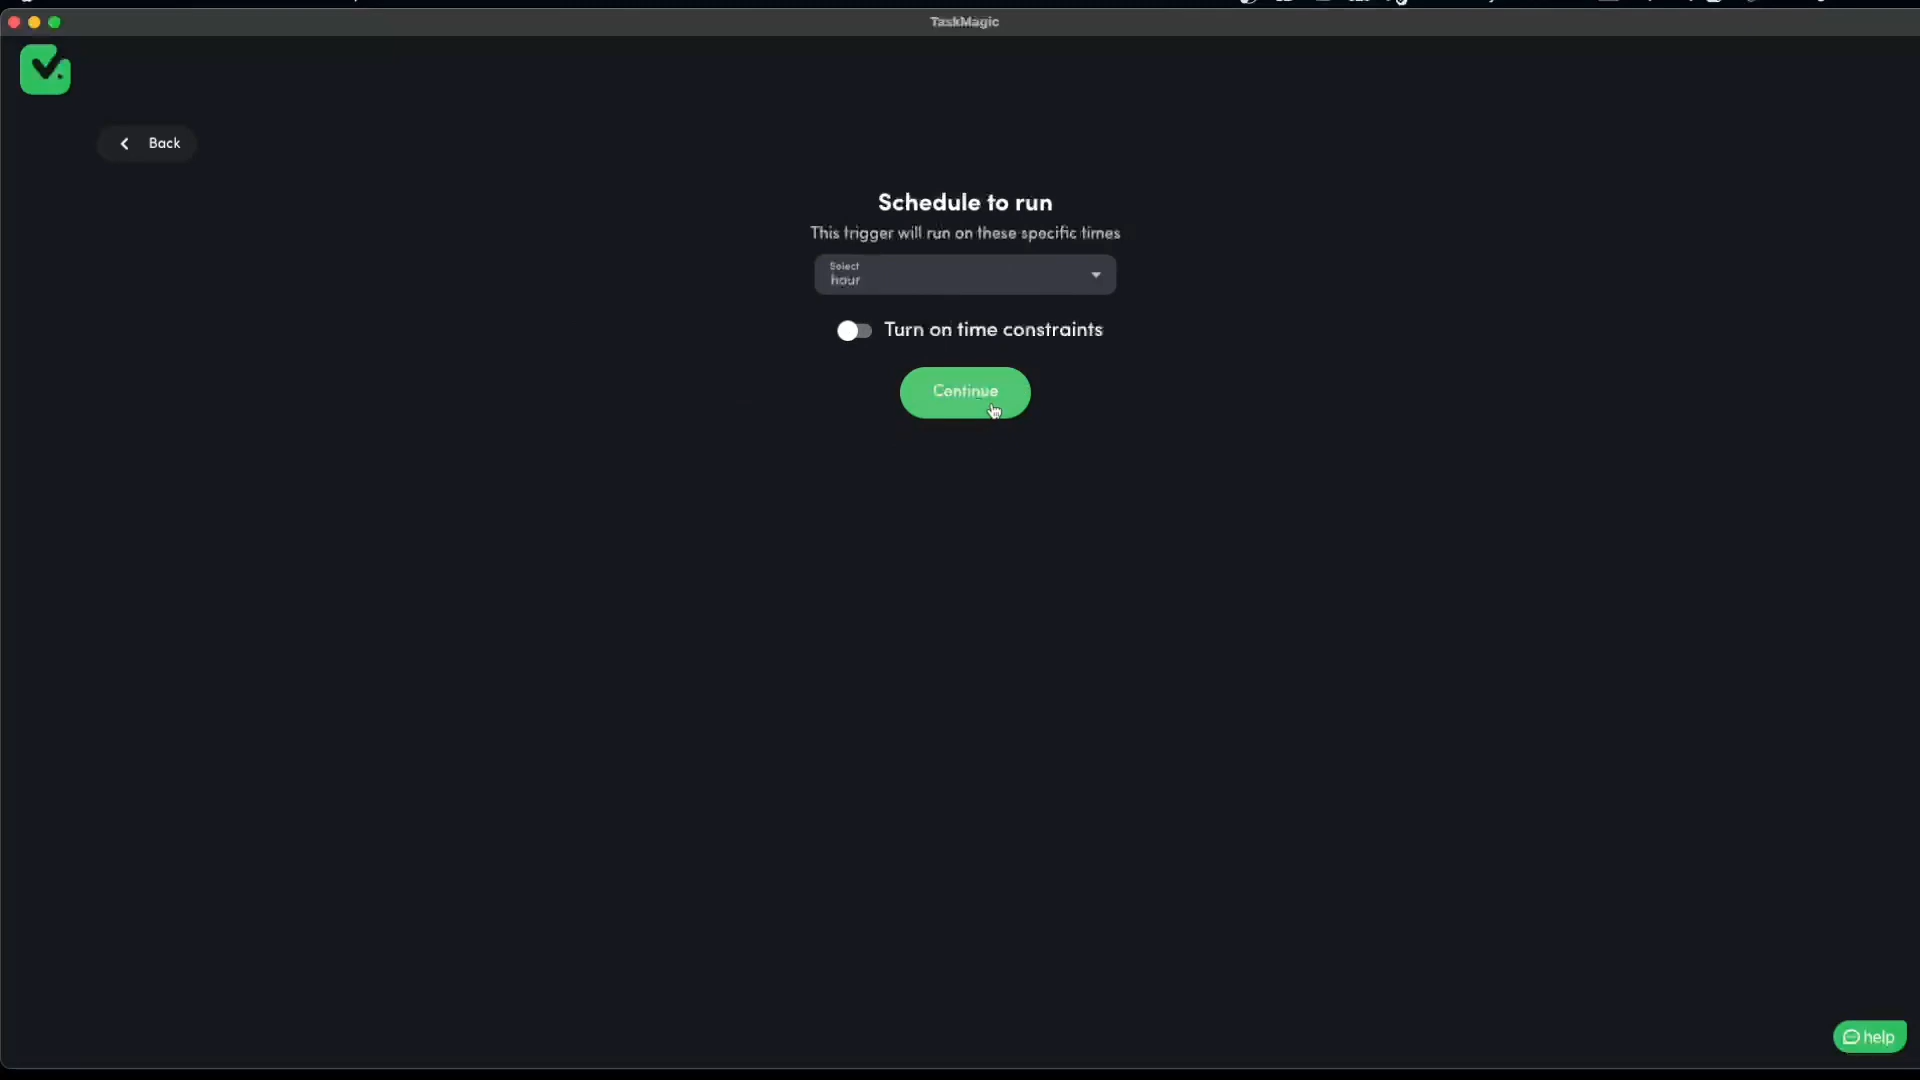 TaskMagic
Back
Schedule to run
This trigger will run on these specific times
Select
hour
Turn on time constraints
Continue
help